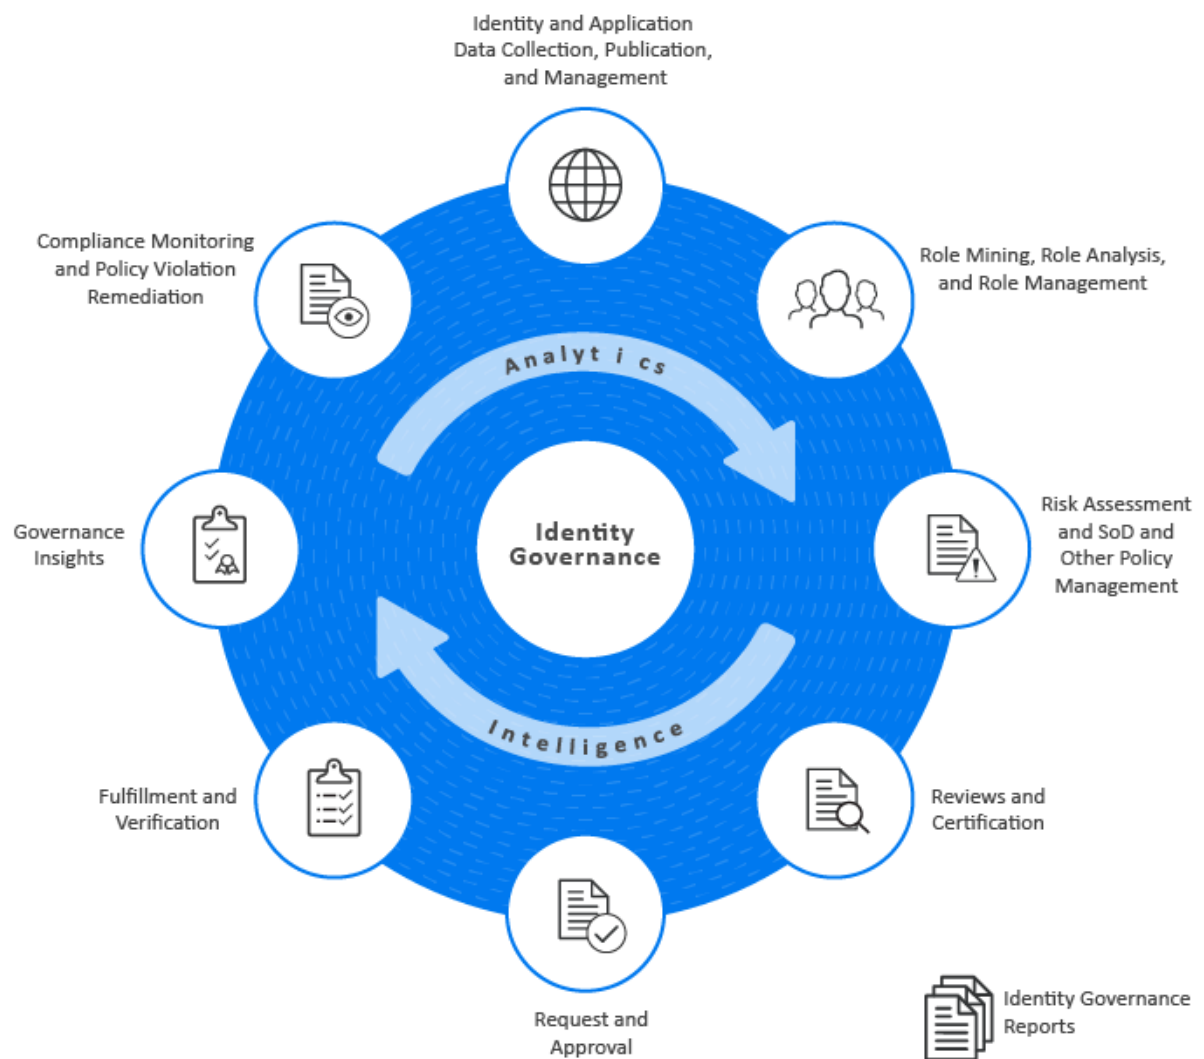 Identity and Application
Data Collection, Publication,
and Management
Compliance Monitoring
and Policy Violation
Remediation
Role Mining, Role Analysis,
and Role Management
Analytics
Governance
Insights
Identity
Governance
Risk Assessment
and SoD and
Other Policy
Management
Intelligence
Fulfillment and
Verification
Reviews and
Certification
Request and
Approval
Identity Governance
Reports